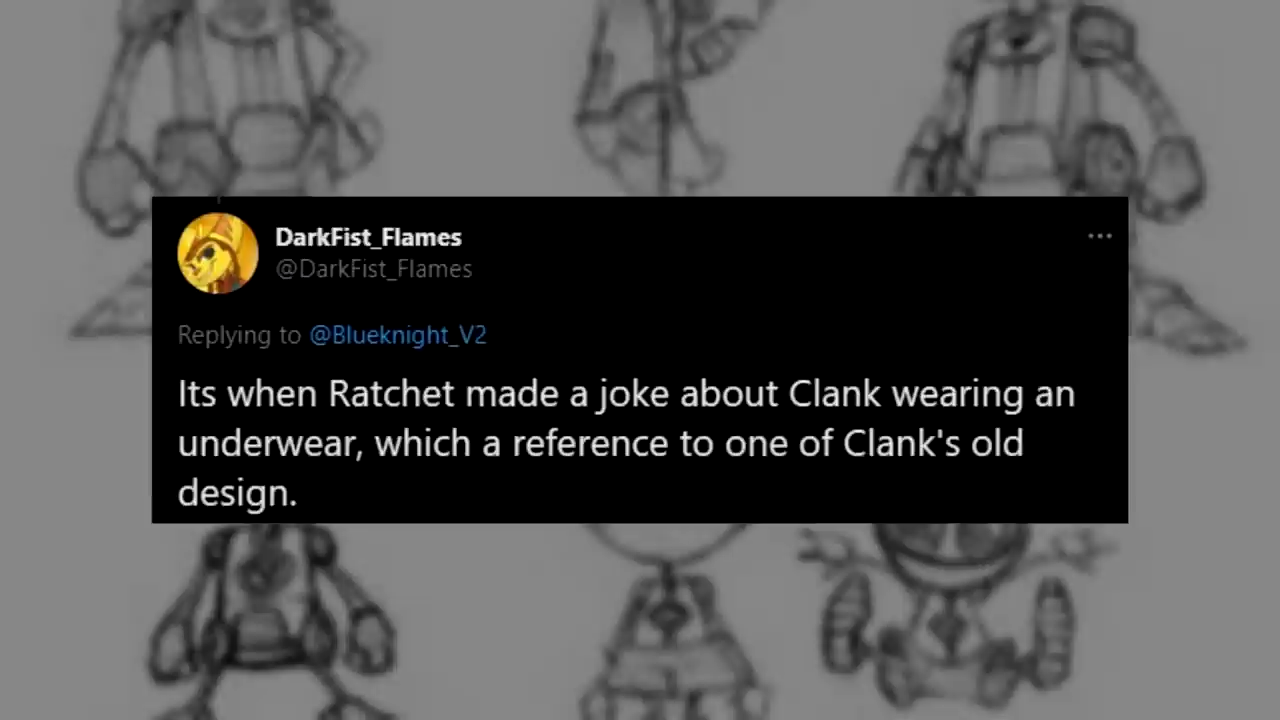 DarkFist_Flames
@DarkFist_Flames
Replying to @Blueknight_V2
Its when Ratchet made a joke about Clank wearing an
underwear, which a reference to one of Clank's old
design.